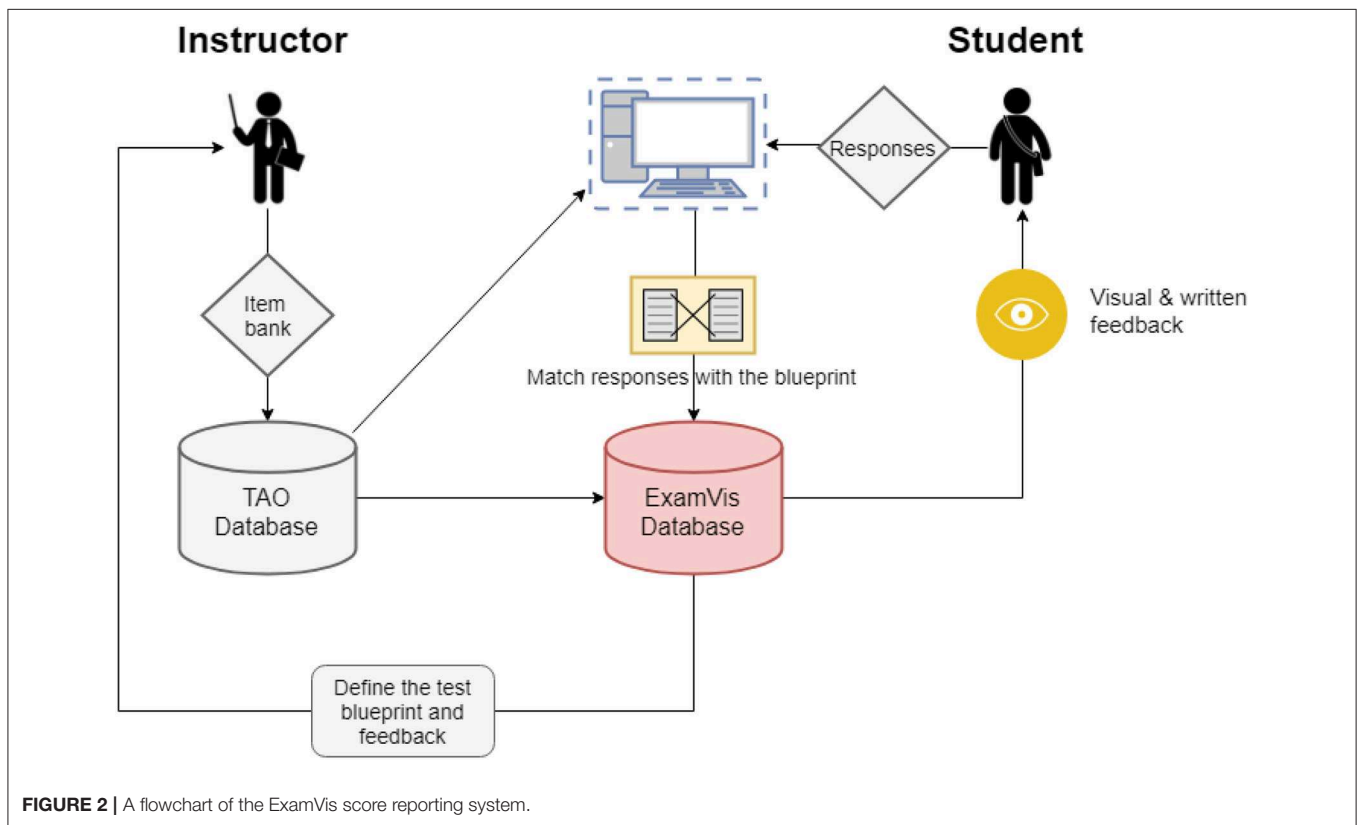 Instructor
Student
Responses
Item
bank
Visual & written
feedback
Match responses with the blueprint
TAO
Database
ExamVis
Database
Define the test
blueprint and
feedback
FIGURE 2 | A flowchart of the ExamVis score reporting system.